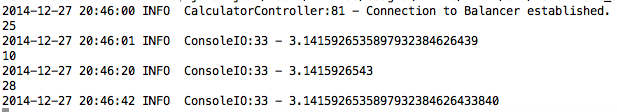 2014-12-27 20:46:00 INFO  CalculatorController:81 - Connection to Balancer established.
25
2014-12-27 20:46:01 INFO  ConsoleIO:33 - 3.1415926535897932384626439
10
2014-12-27 20:46:20 INFO  ConsoleIO:33 - 3.1415926543
28
2014-12-27 20:46:42 INFO  ConsoleIO:33 - 3.1415926535897932384626433840